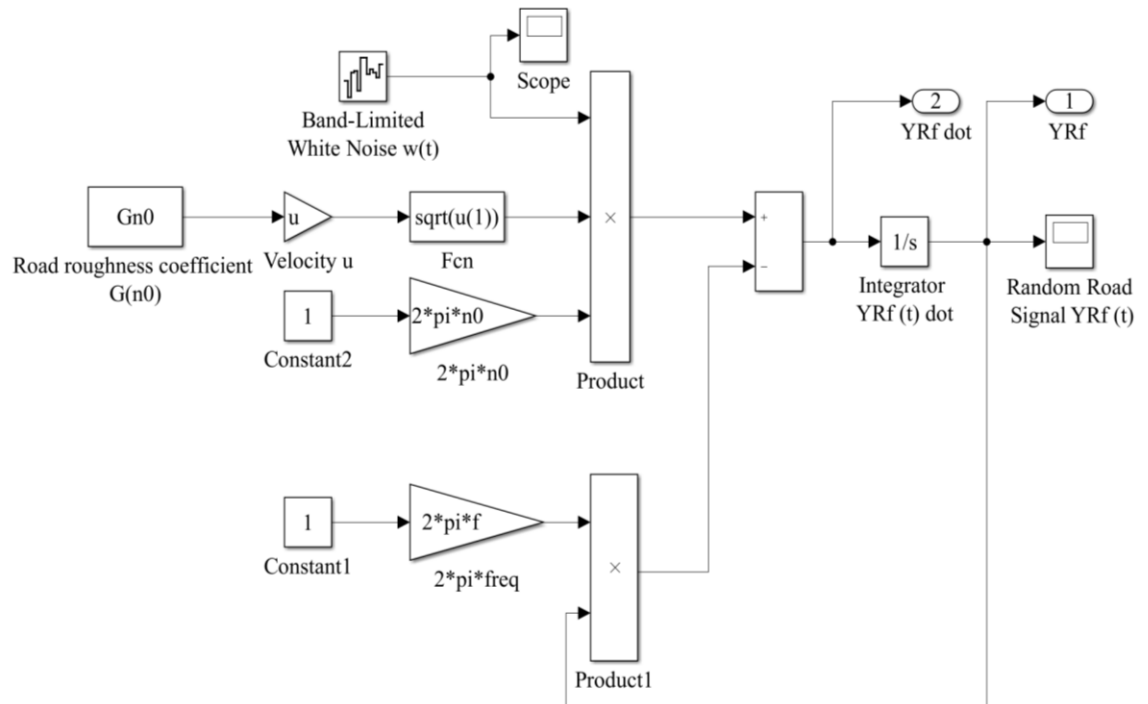 Scope
Band-Limited
White Noise w(t)
2
YRf dot
1
YRf
Gn0
Road roughness coefficient
G(n0)
u
Velocity u
sqrt(u(1))
Fcn
×
+
−
1/s
Integrator
YRf (t) dot
Random Road
Signal YRf (t)
1
Constant2
2*pi*n0
2*pi*n0
Product
1
Constant1
2*pi*f
2*pi*freq
×
Product1